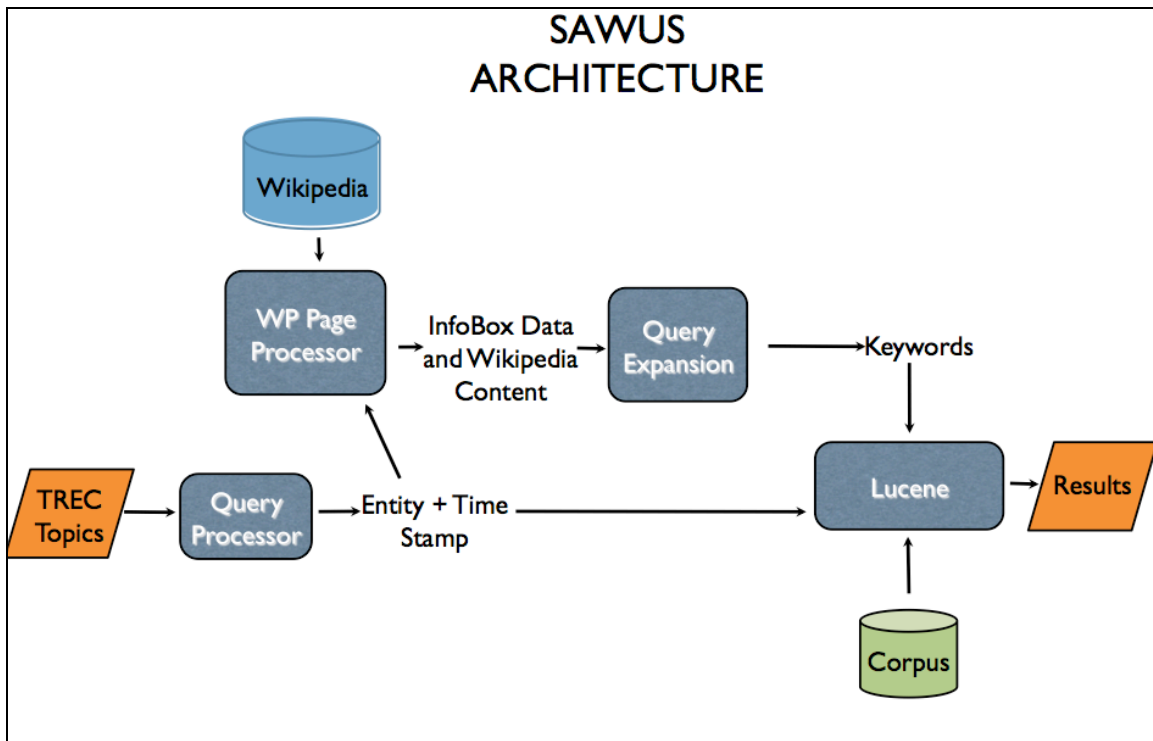 SAWUS
ARCHITECTURE
Wikipedia
WP Page
Processor
InfoBox Data
and Wikipedia
Content
Query
Expansion
Keywords
TREC
Topics
Query
Processor
Entity + Time
Stamp
Lucene
Results
Corpus